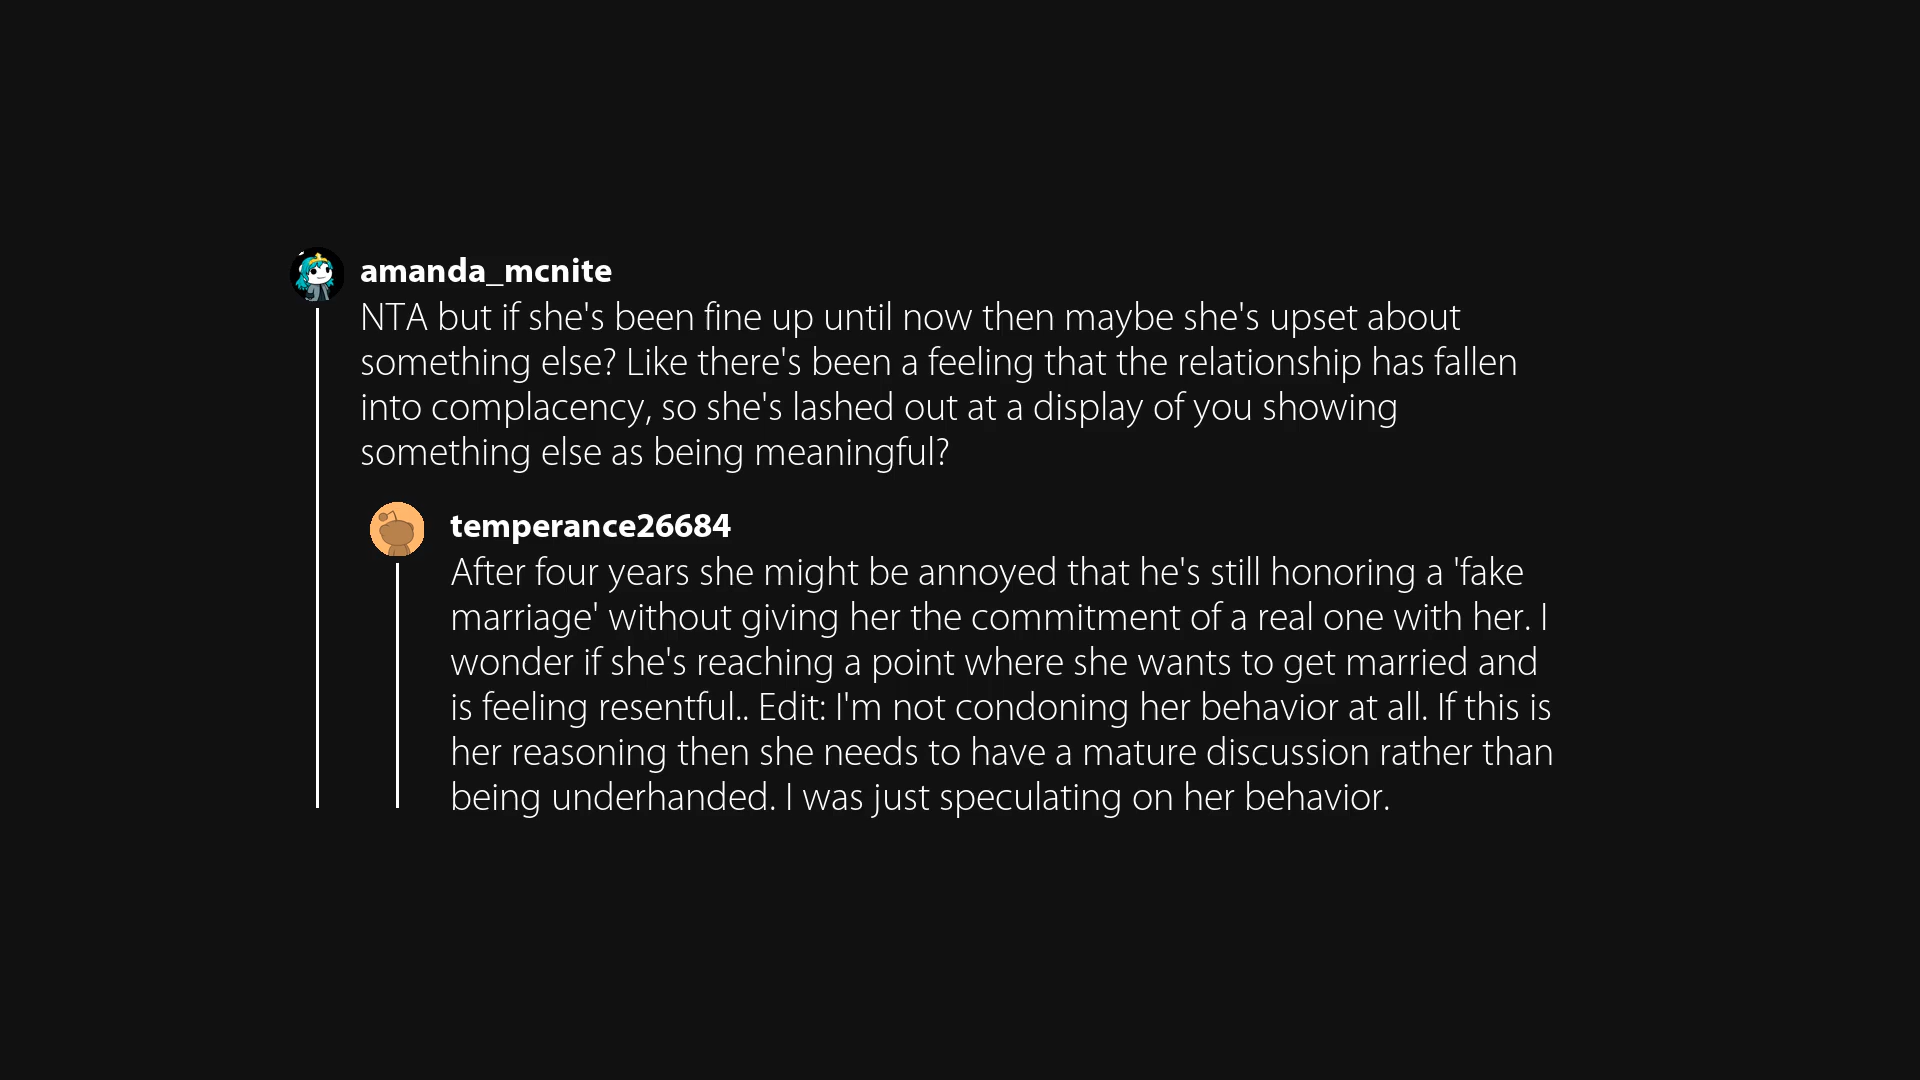 amanda_mcnite
NTA but if she's been fine up until now then maybe she's upset about
something else? Like there's been a feeling that the relationship has fallen
into complacency, so she's lashed out at a display of you showing
something else as being meaningful?
temperance26684
After four years she might be annoyed that he's still honoring a 'fake
marriage' without giving her the commitment of a real one with her. I
wonder if she's reaching a point where she wants to get married and
is feeling resentful.. Edit: I'm not condoning her behavior at all. If this is
her reasoning then she needs to have a mature discussion rather than
being underhanded. I was just speculating on her behavior.